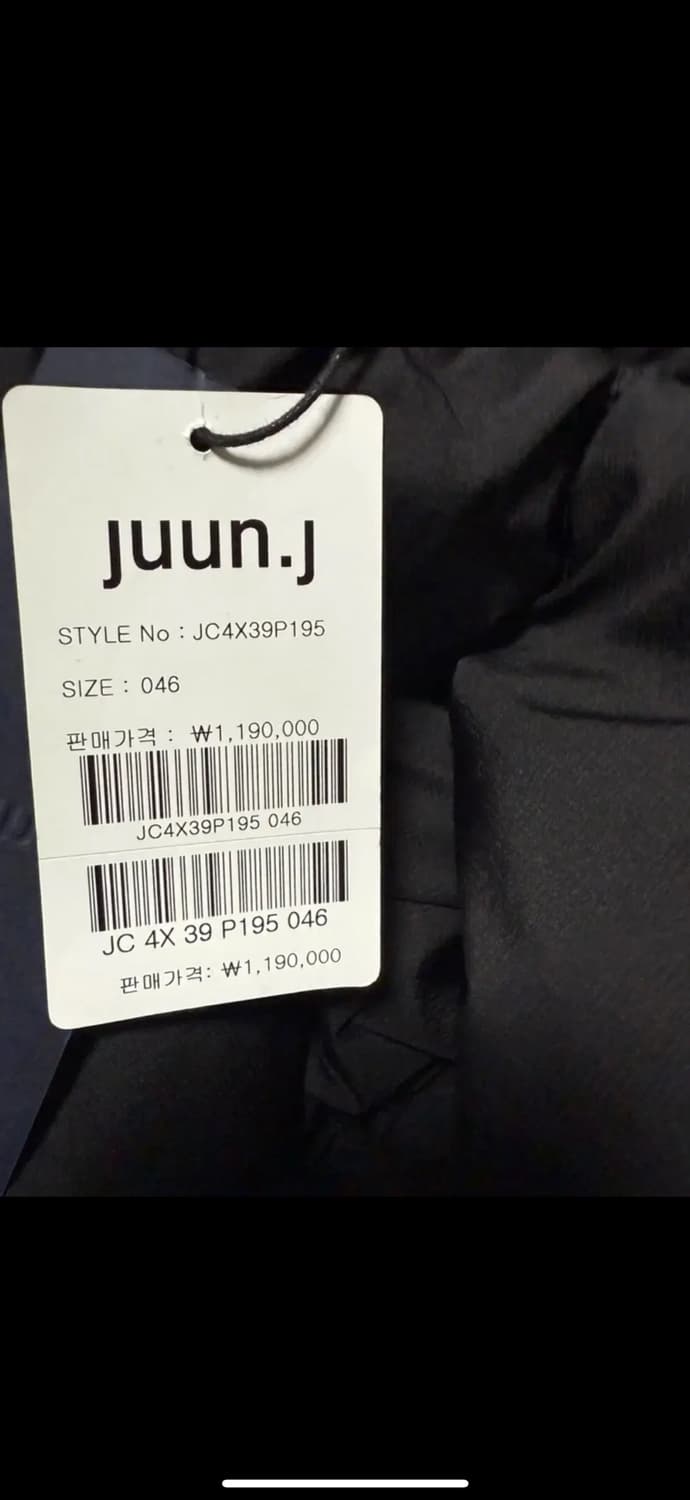 juun.j
STYLE No : JC4X39P195
SIZE : 046
판매가격 : ₩1,190,000
JC4X39P195 046
JC 4X 39 P195 046
판매가격: ₩1,190,000